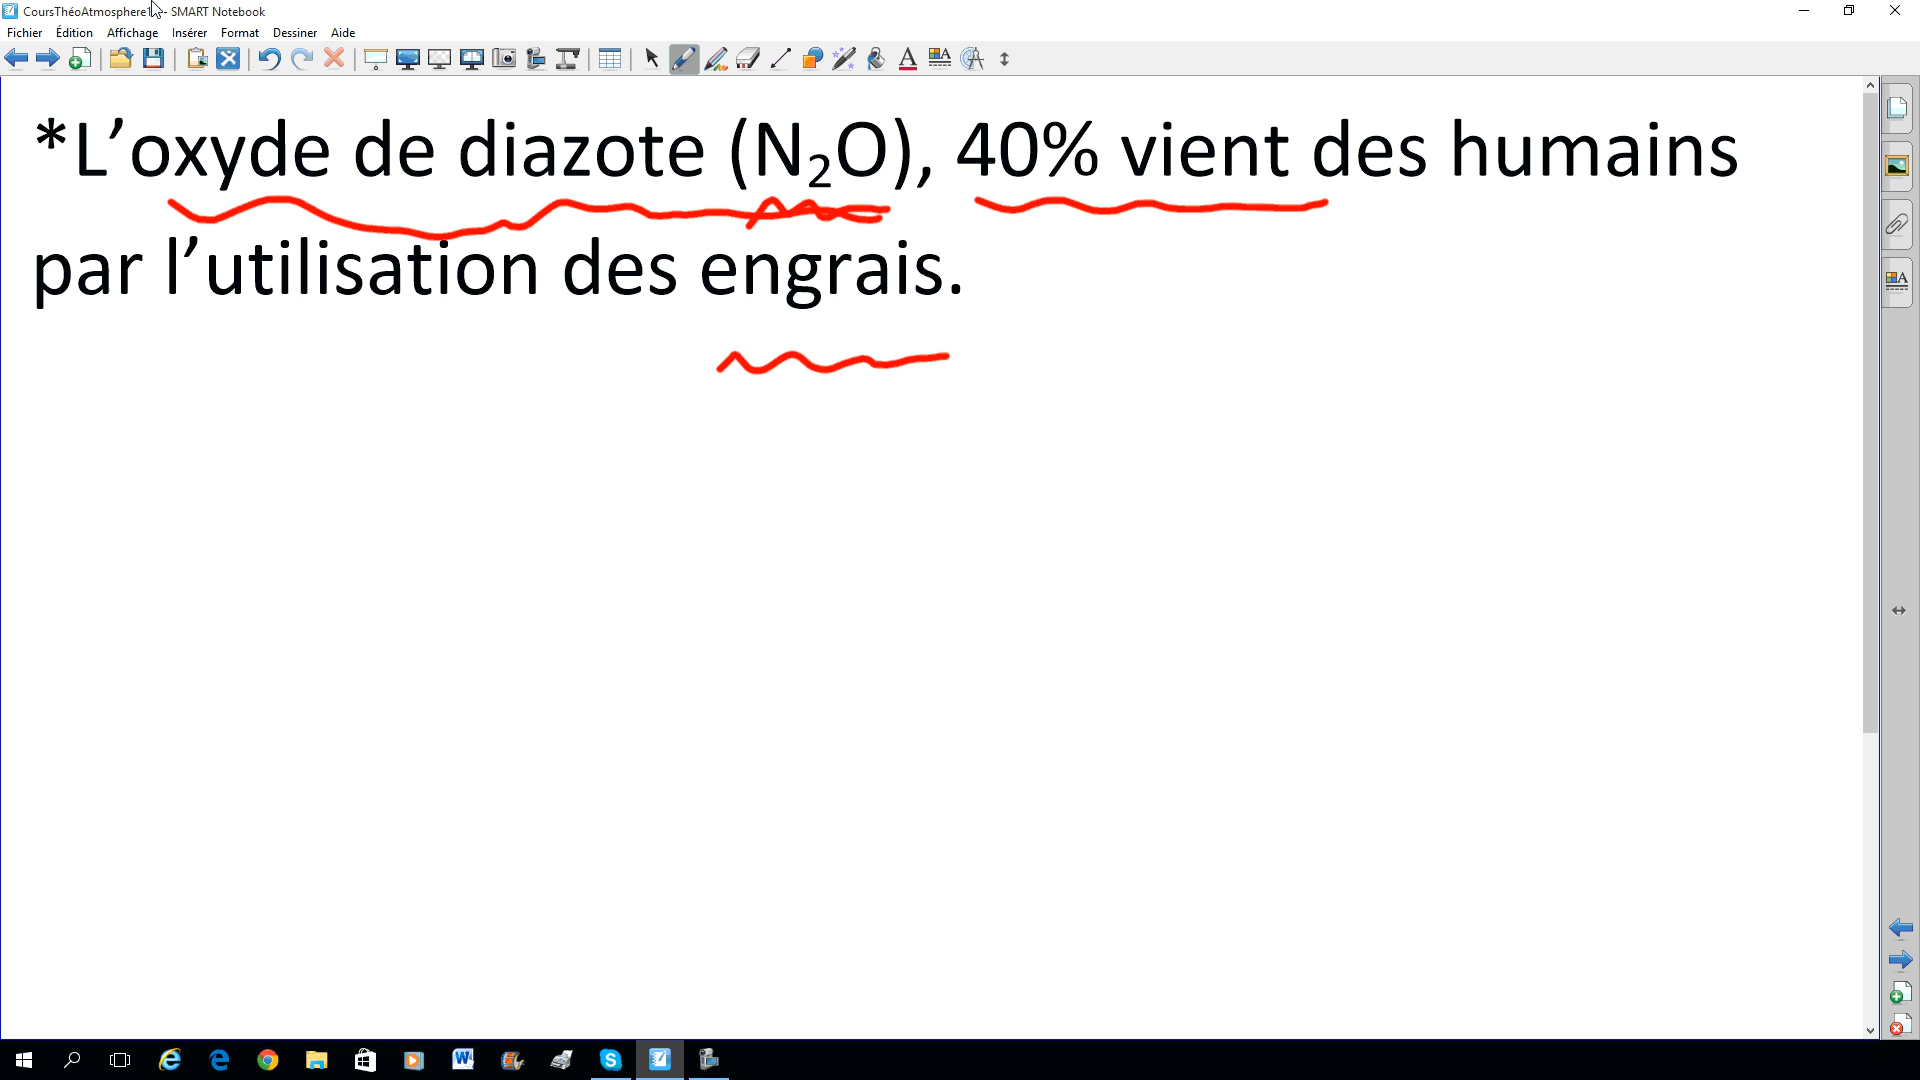 CoursThéoAtmosphere1 - SMART Notebook
Fichier Édition Affichage Insérer Format Dessiner Aide
*L’oxyde de diazote (N₂O), 40% vient des humains
par l’utilisation des engrais.